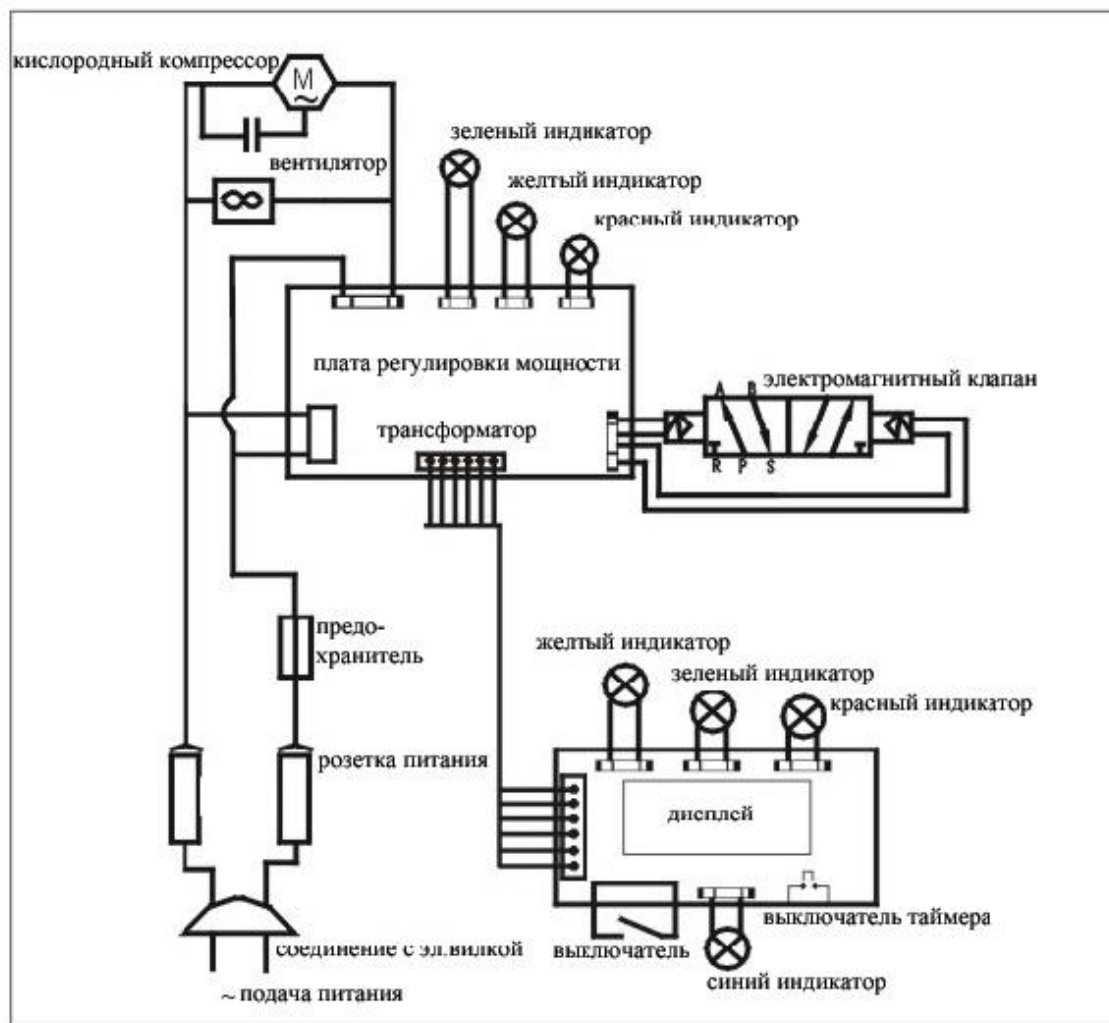 кислородный компрессор
M
~
зеленый индикатор
вентилятор
желтый индикатор
красный индикатор
плата регулировки мощности
электромагнитный клапан
A B
трансформатор
R P S
предо-
хранитель
желтый индикатор
зеленый индикатор
красный индикатор
розетка питания
дисплей
выключатель таймера
соединение с эл.вилкой
выключатель
синий индикатор
~ подача питания